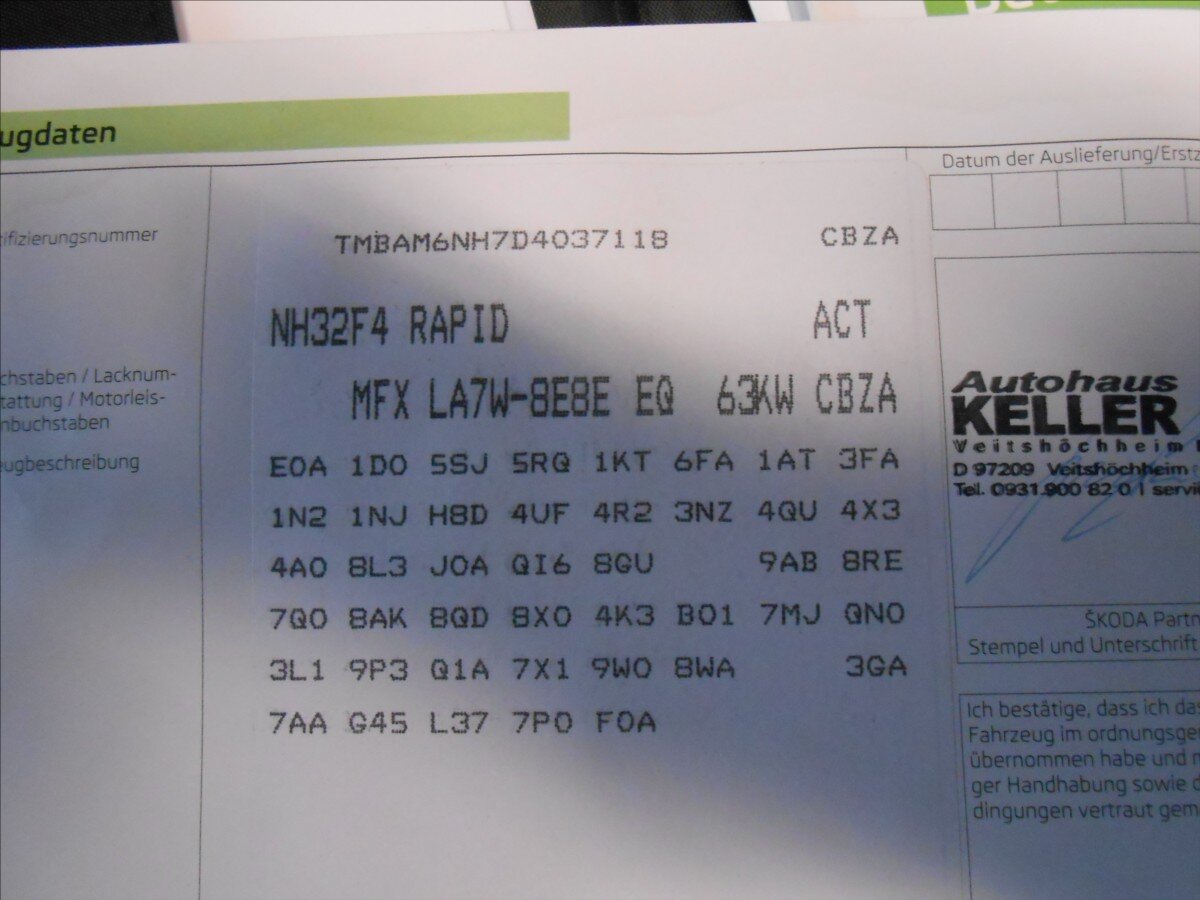 ugdaten
Datum der Auslieferung/Erstz
tifizierungsnummer
TMBAM6NH7D4037118 CBZA
NH32F4 RAPID ACT
chstaben / Lacknum-
tattung / Motorleis-
nbuchstaben
MFX LA7W-8E8E EQ 63KW CBZA
eugbeschreibung
E0A 1D0 5SJ 5RQ 1KT 6FA 1AT 3FA
1N2 1NJ H8D 4UF 4R2 3NZ 4QU 4X3
4A0 8L3 J0A QI6 8GU 9AB 8RE
7Q0 8AK 8QD 8X0 4K3 B01 7MJ QN0
3L1 9P3 Q1A 7X1 9W0 8WA 3GA
7AA G45 L37 7P0 F0A
Autohaus
KELLER
Veitshöchheim
D 97209 Veitshöchheim
Tel. 0931.900 82 0 | servi
ŠKODA Partn
Stempel und Unterschrift
Ich bestätige, dass ich das
Fahrzeug im ordnungsge
übernommen habe und
ger Handhabung sowie d
dingungen vertraut gem